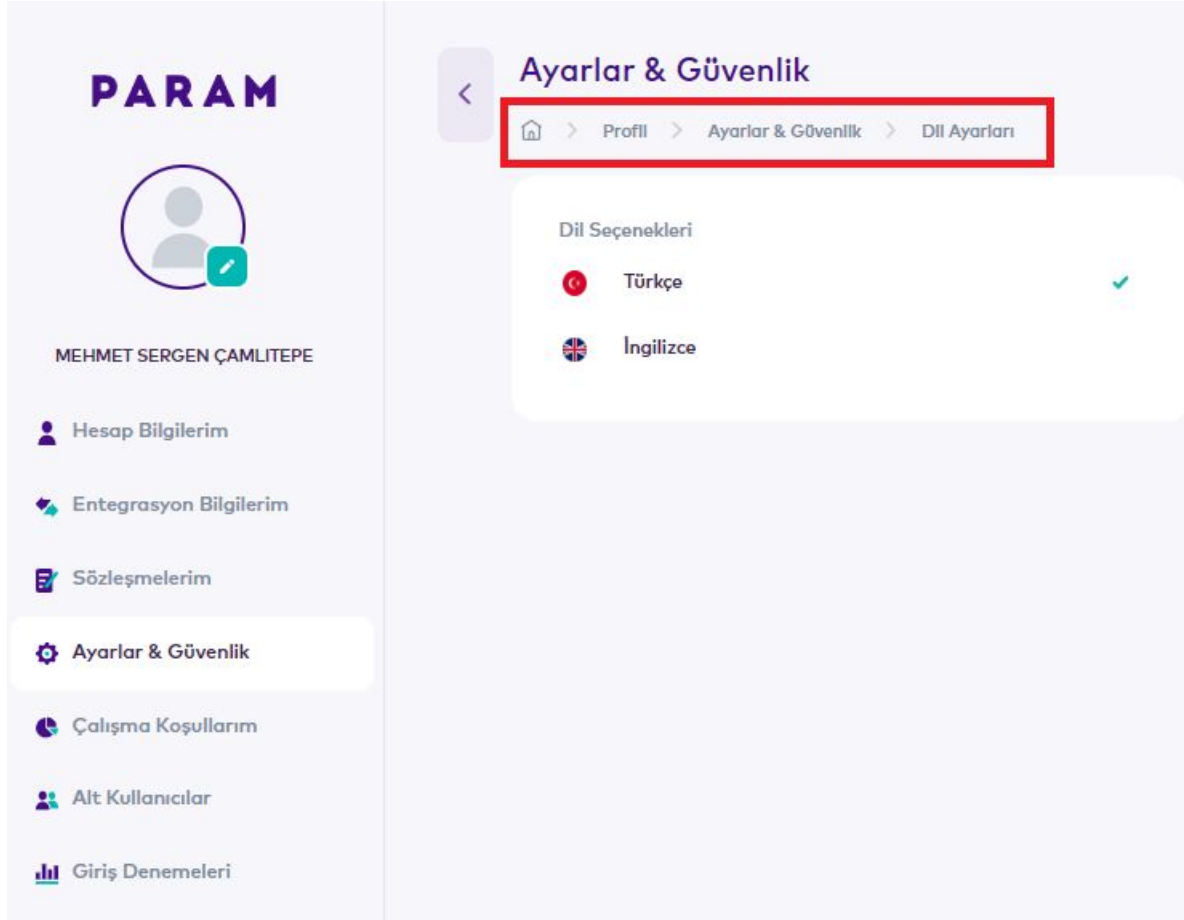 PARAM
MEHMET SERGEN ÇAMLITEPE
Hesap Bilgilerim
Entegrasyon Bilgilerim
Sözleşmelerim
Ayarlar & Güvenlik
Çalışma Koşullarım
Alt Kullanıcılar
Giriş Denemeleri
Ayarlar & Güvenlik
Profil > Ayarlar & Güvenlik > Dil Ayarları
Dil Seçenekleri
Türkçe
İngilizce